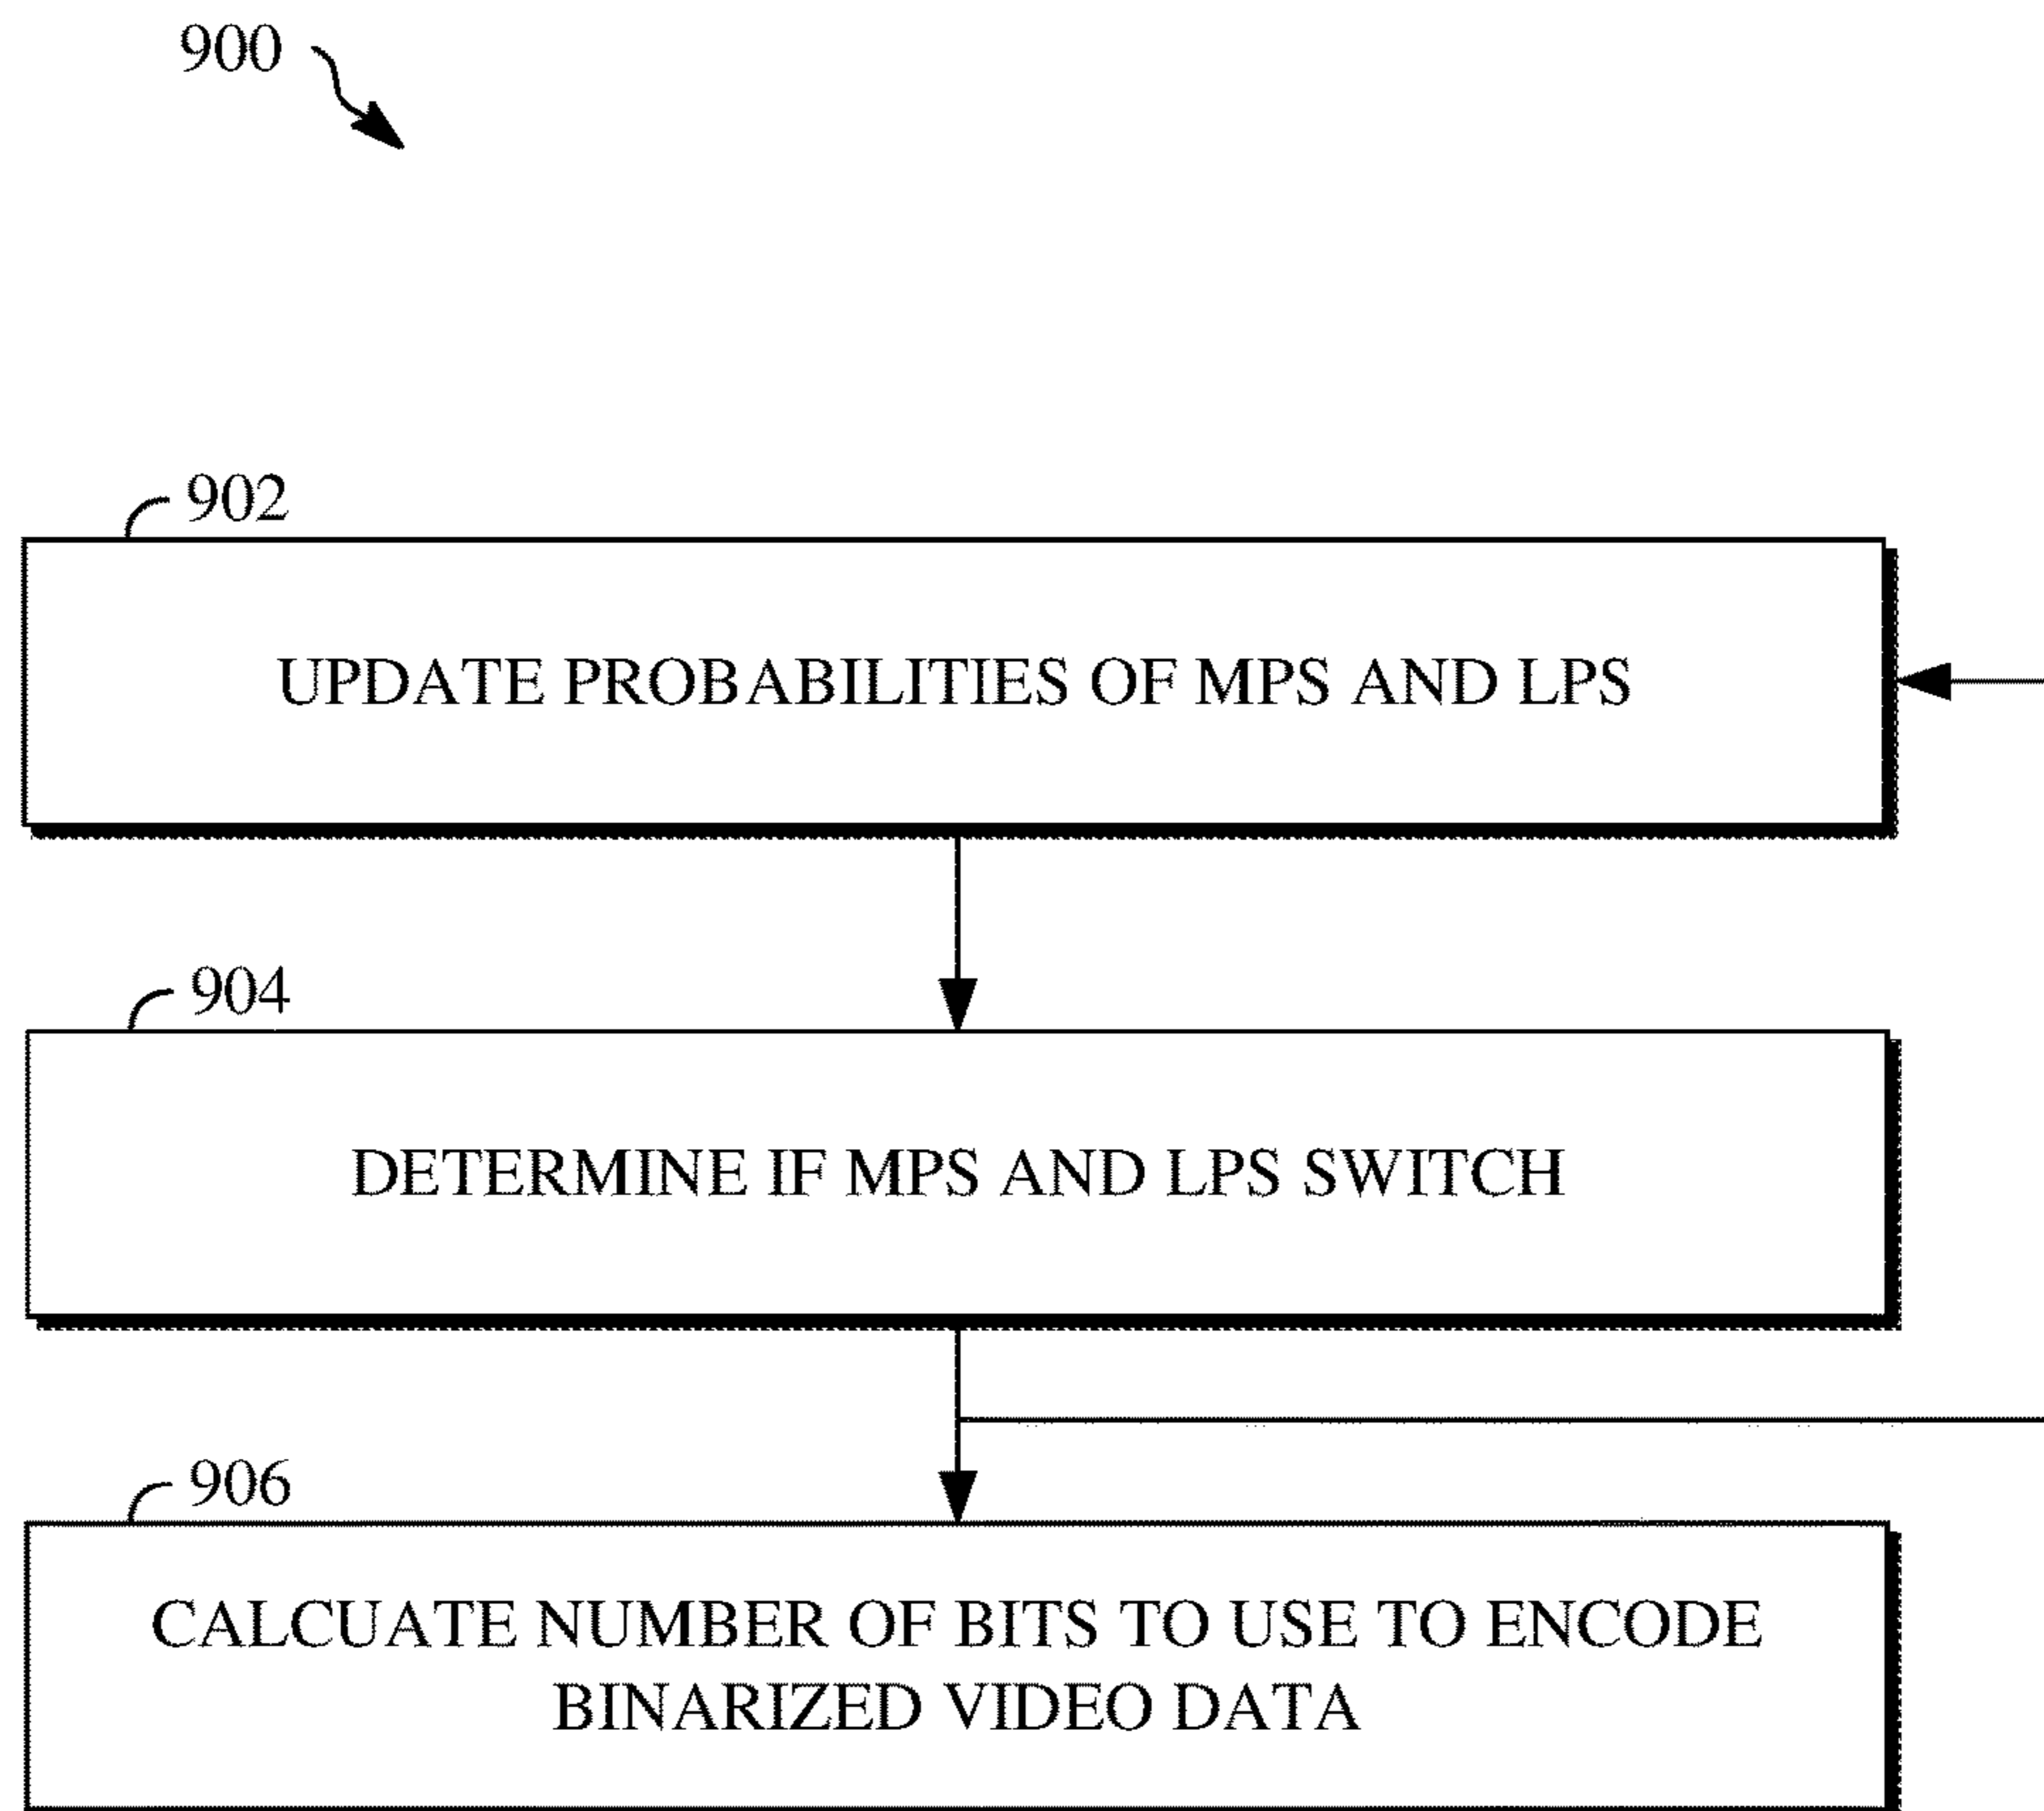 900
902
UPDATE PROBABILITIES OF MPS AND LPS
904
DETERMINE IF MPS AND LPS SWITCH
906
CALCUATE NUMBER OF BITS TO USE TO ENCODE
BINARIZED VIDEO DATA